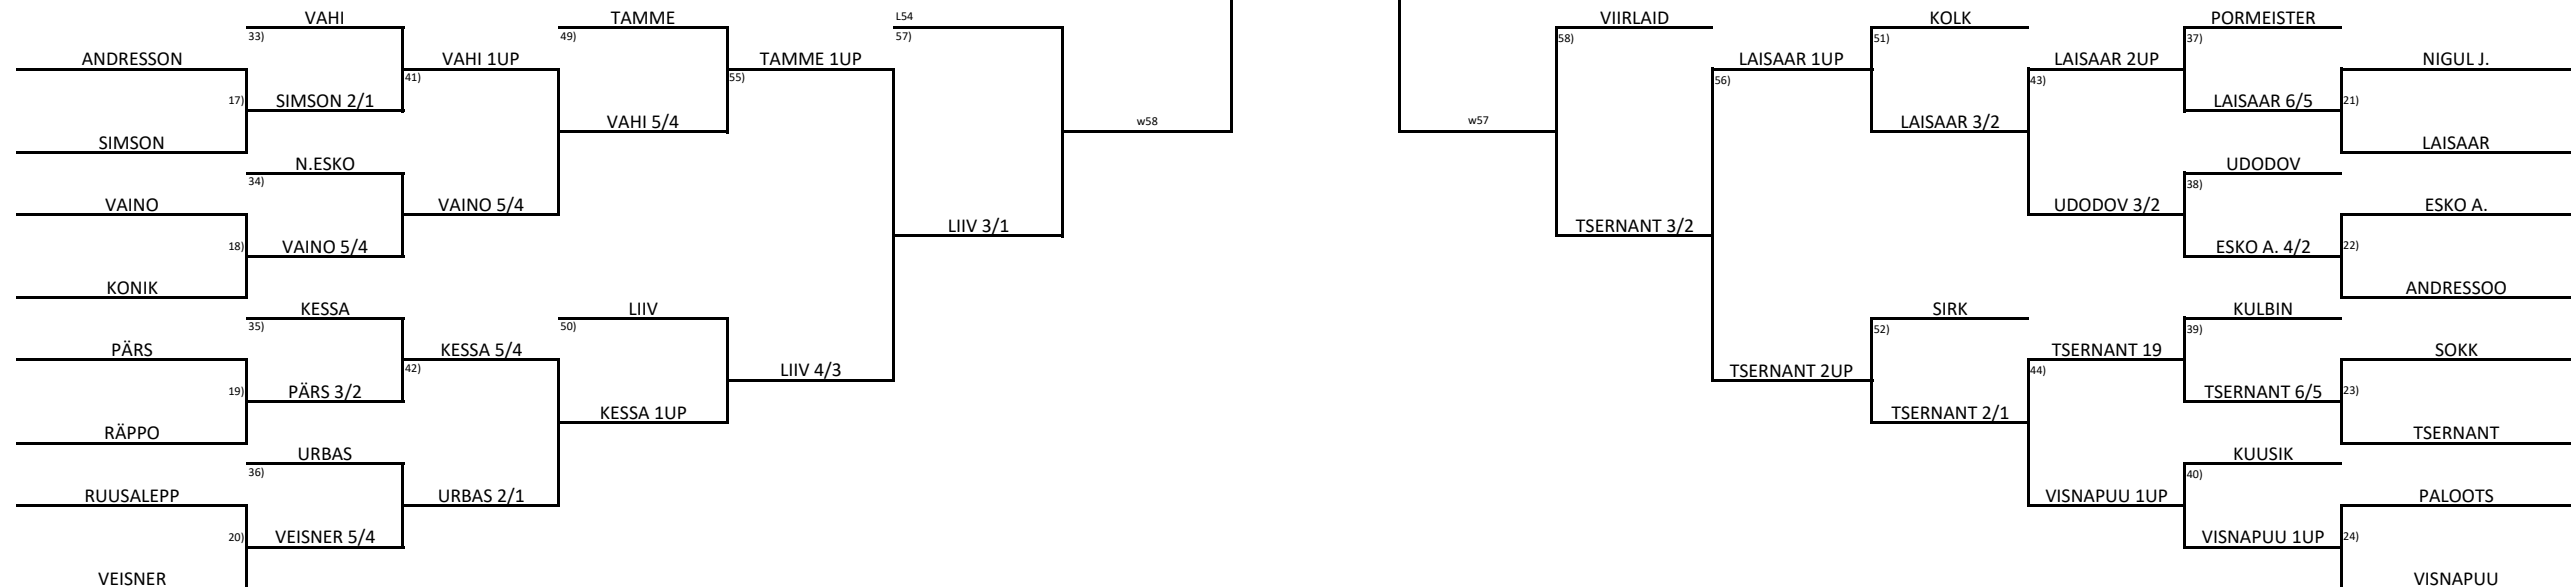 VAHI TAMME L54 VIIRLAID KOLK PORMEISTER
33) 49) 57) 58) 51) 37)
ANDRESSON VAHI 1UP TAMME 1UP LAISAAR 1UP LAISAAR 2UP NIGUL J.
41) 55) 56) 43)
17) SIMSON 2/1 LAISAAR 6/5 21)
VAHI 5/4 w58 w57 LAISAAR 3/2
SIMSON LAISAAR
N.ESKO UDODOV
34) 38)
VAINO VAINO 5/4 UDODOV 3/2 ESKO A.
LIIV 3/1 TSERNANT 3/2
18) VAINO 5/4 ESKO A. 4/2 22)
KONIK ANDRESSOO
KESSA LIIV SIRK KULBIN
35) 50) 52) 39)
PÄRS KESSA 5/4 TSERNANT 19 SOKK
42) LIIV 4/3 TSERNANT 2UP 44)
19) PÄRS 3/2 TSERNANT 6/5 23)
KESSA 1UP TSERNANT 2/1
RÄPPO TSERNANT
URBAS KUUSIK
36) 40)
RUUSALEPP URBAS 2/1 VISNAPUU 1UP PALOOTS
20) VEISNER 5/4 VISNAPUU 1UP 24)
VEISNER VISNAPUU